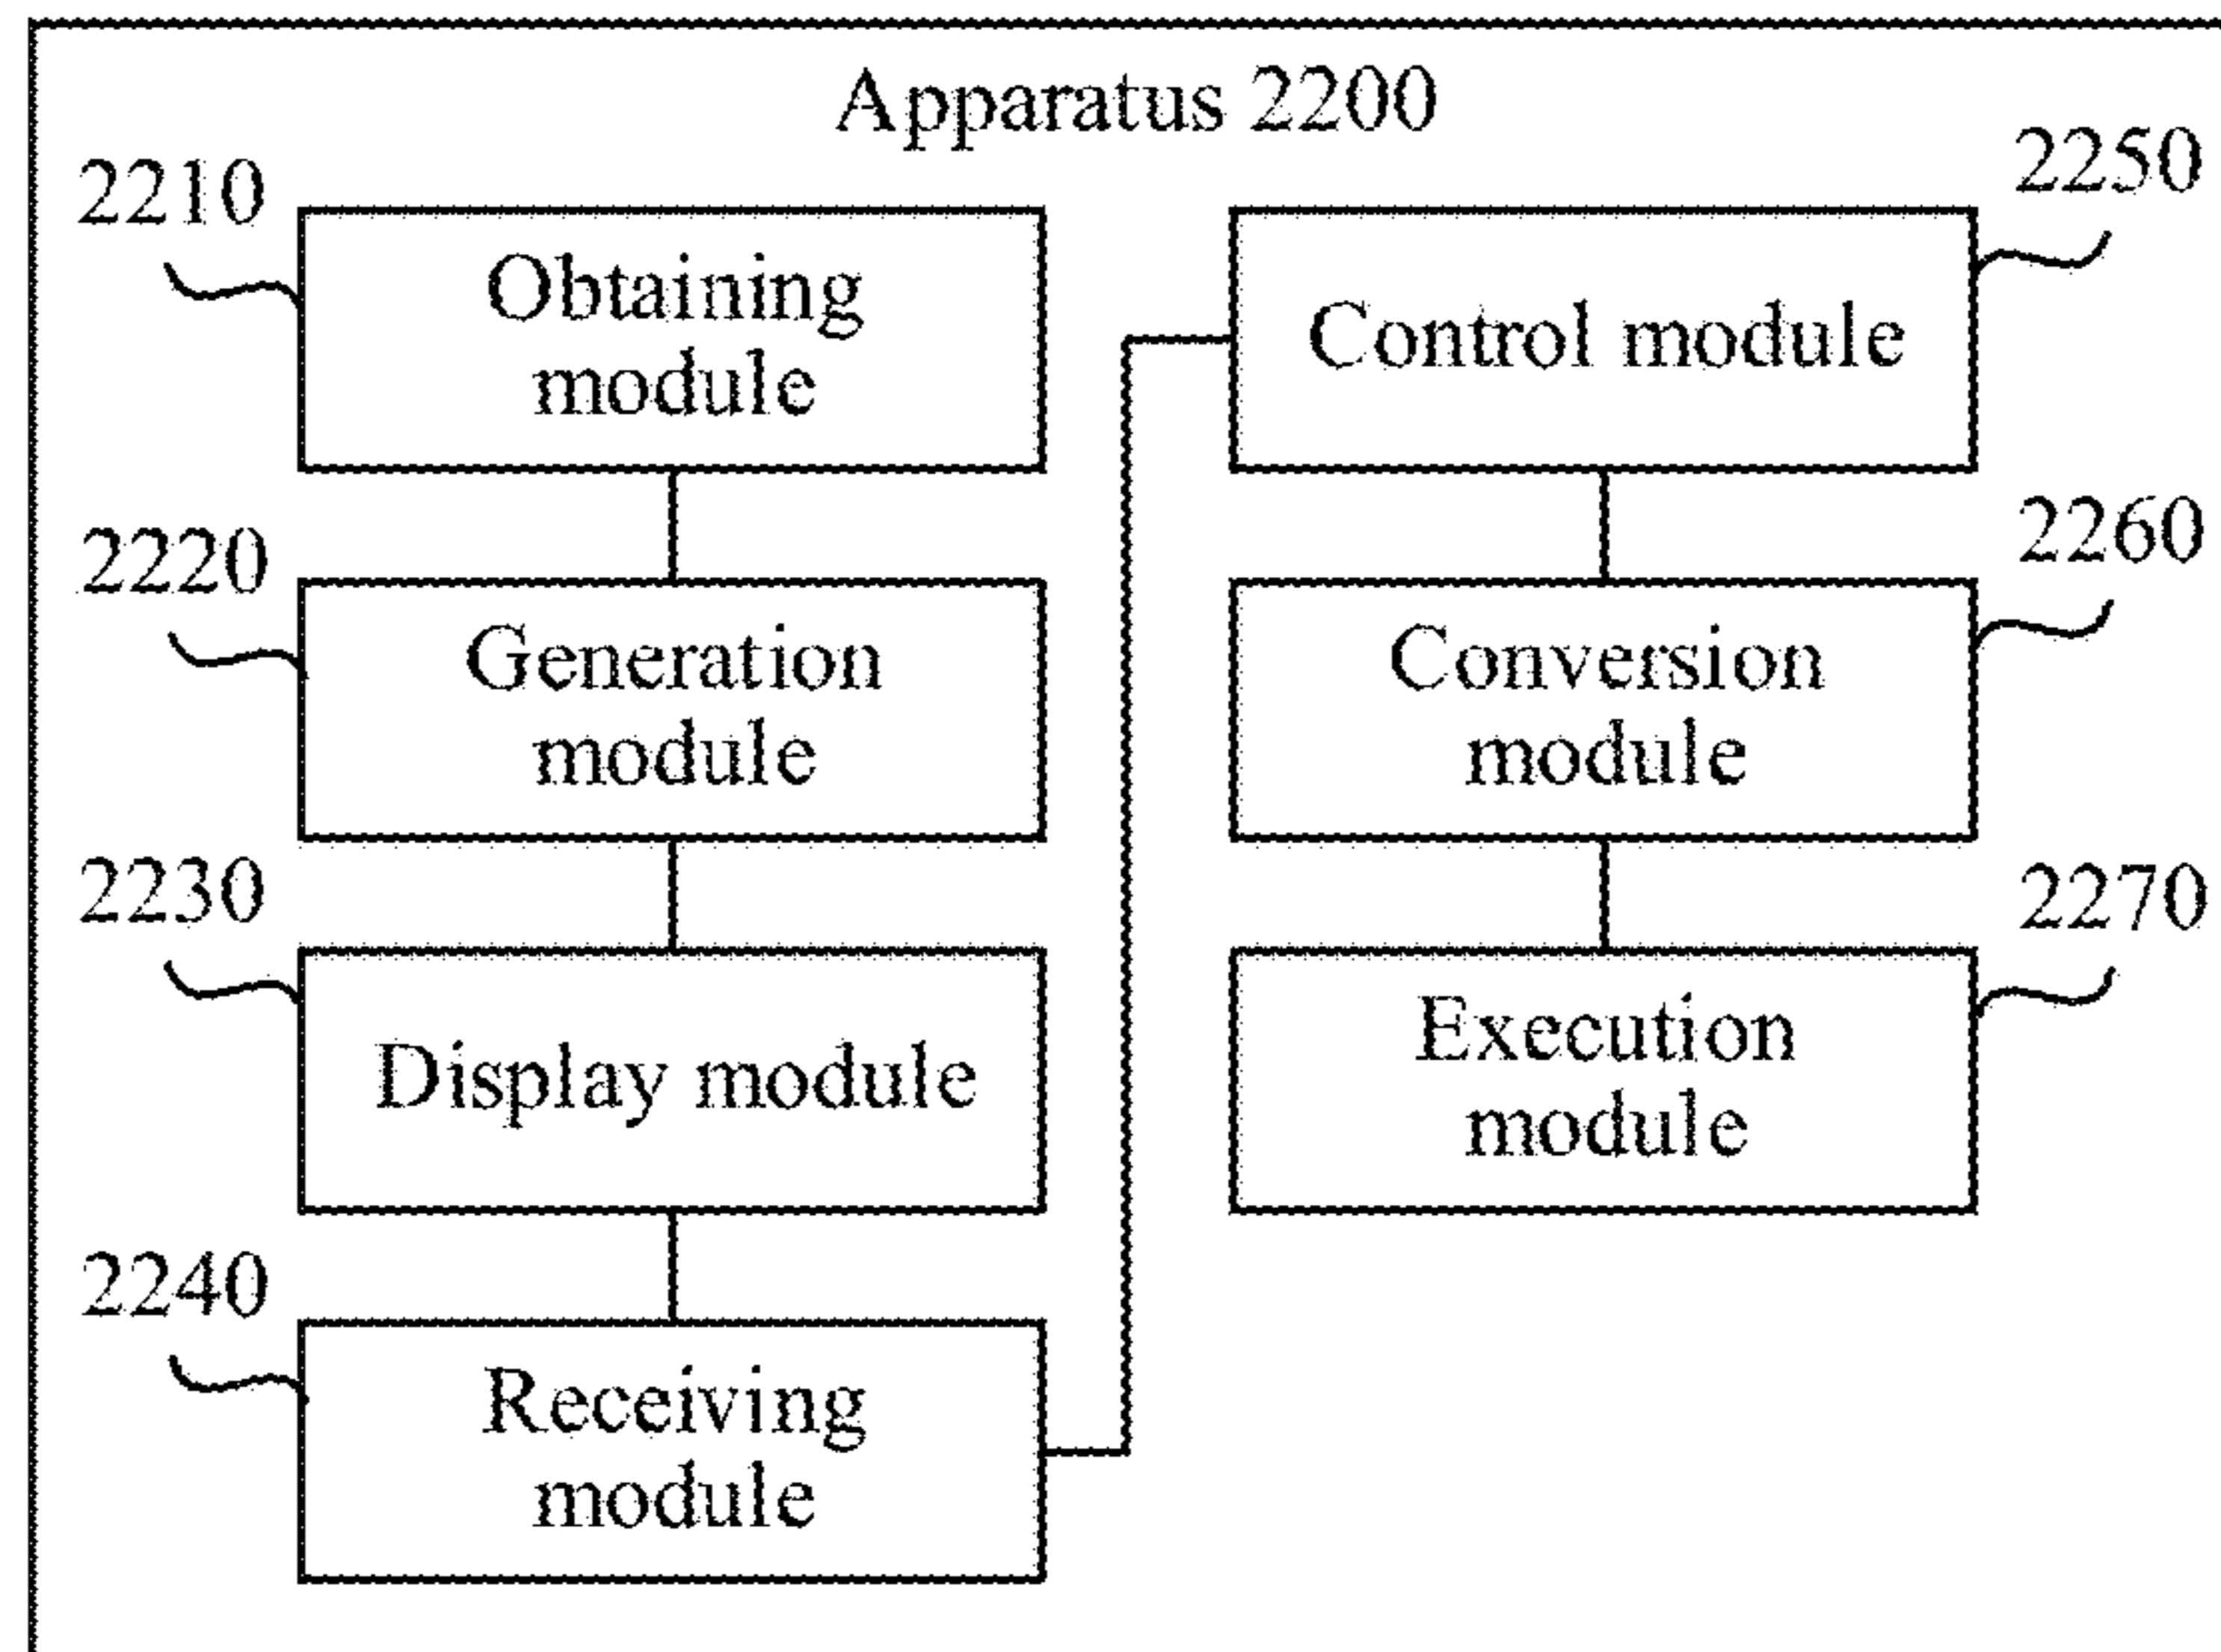 Apparatus 2200
2210
Obtaining
module
2220
Generation
module
2230
Display module
2240
Receiving
module
2250
Control module
2260
Conversion
module
2270
Execution
module